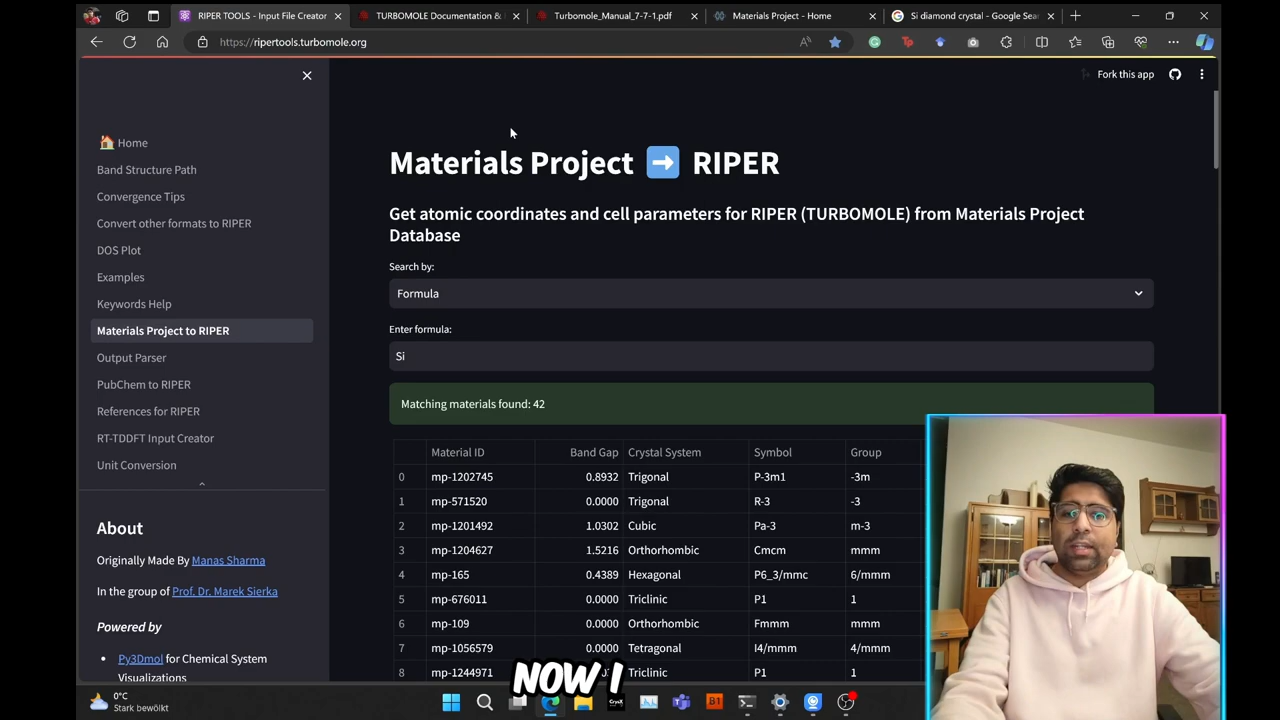 RIPER TOOLS - Input File Creator
TURBOMOLE Documentation &
Turbomole_Manual_7-7-1.pdf
Materials Project - Home
Si diamond crystal - Google Sea
https://ripertools.turbomole.org
Fork this app
Home
Band Structure Path
Convergence Tips
Convert other formats to RIPER
DOS Plot
Examples
Keywords Help
Materials Project to RIPER
Output Parser
PubChem to RIPER
References for RIPER
RT-TDDFT Input Creator
Unit Conversion
About
Originally Made By Manas Sharma
In the group of Prof. Dr. Marek Sierka
Powered by
Py3Dmol for Chemical System
Visualizations
Materials Project ➡ RIPER
Get atomic coordinates and cell parameters for RIPER (TURBOMOLE) from Materials Project
Database
Search by:
Formula
Enter formula:
Si
Matching materials found: 42
Material ID Band Gap Crystal System Symbol Group
0 mp-1202745 0.8932 Trigonal P-3m1 -3m
1 mp-571520 0.0000 Trigonal R-3 -3
2 mp-1201492 1.0302 Cubic Pa-3 m-3
3 mp-1204627 1.5216 Orthorhombic Cmcm mmm
4 mp-165 0.4389 Hexagonal P6_3/mmc 6/mmm
5 mp-676011 0.0000 Triclinic P1 1
6 mp-109 0.0000 Orthorhombic Fmmm mmm
7 mp-1056579 0.0000 Tetragonal I4/mmm 4/mmm
8 mp-1244971 Triclinic P1 1
NOW I
0°C
Stark bewölkt